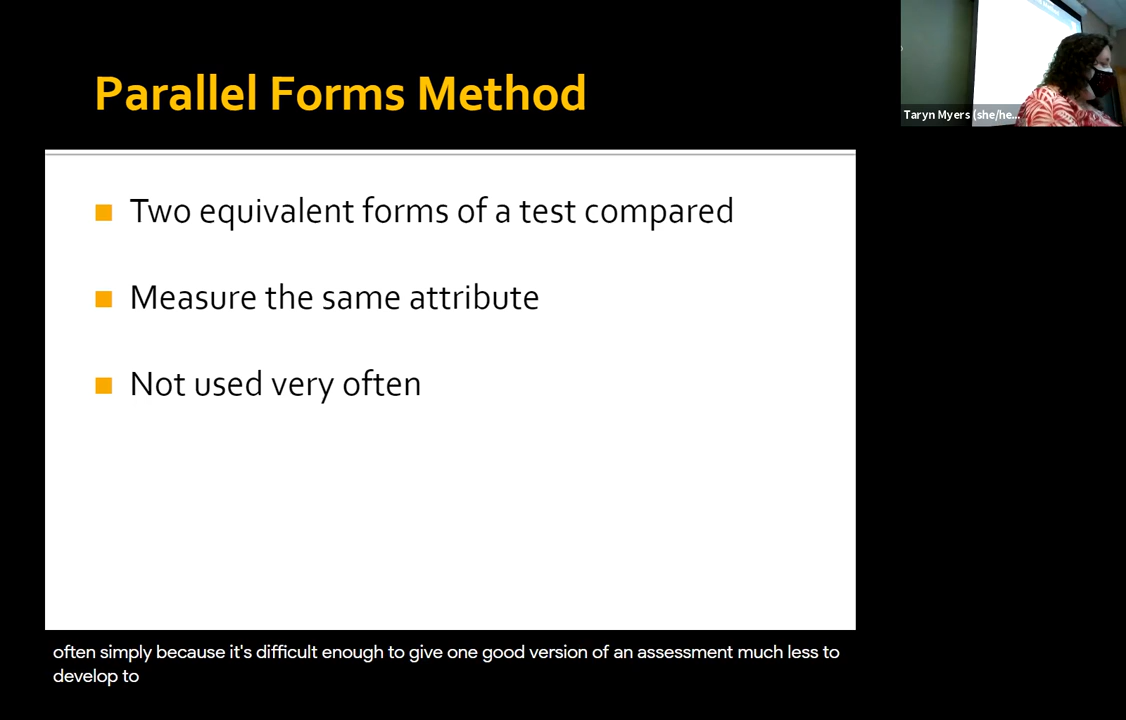 Parallel Forms Method
Two equivalent forms of a test compared
Measure the same attribute
Not used very often
Taryn Myers (she/he...
often simply because it's difficult enough to give one good version of an assessment much less to
develop to